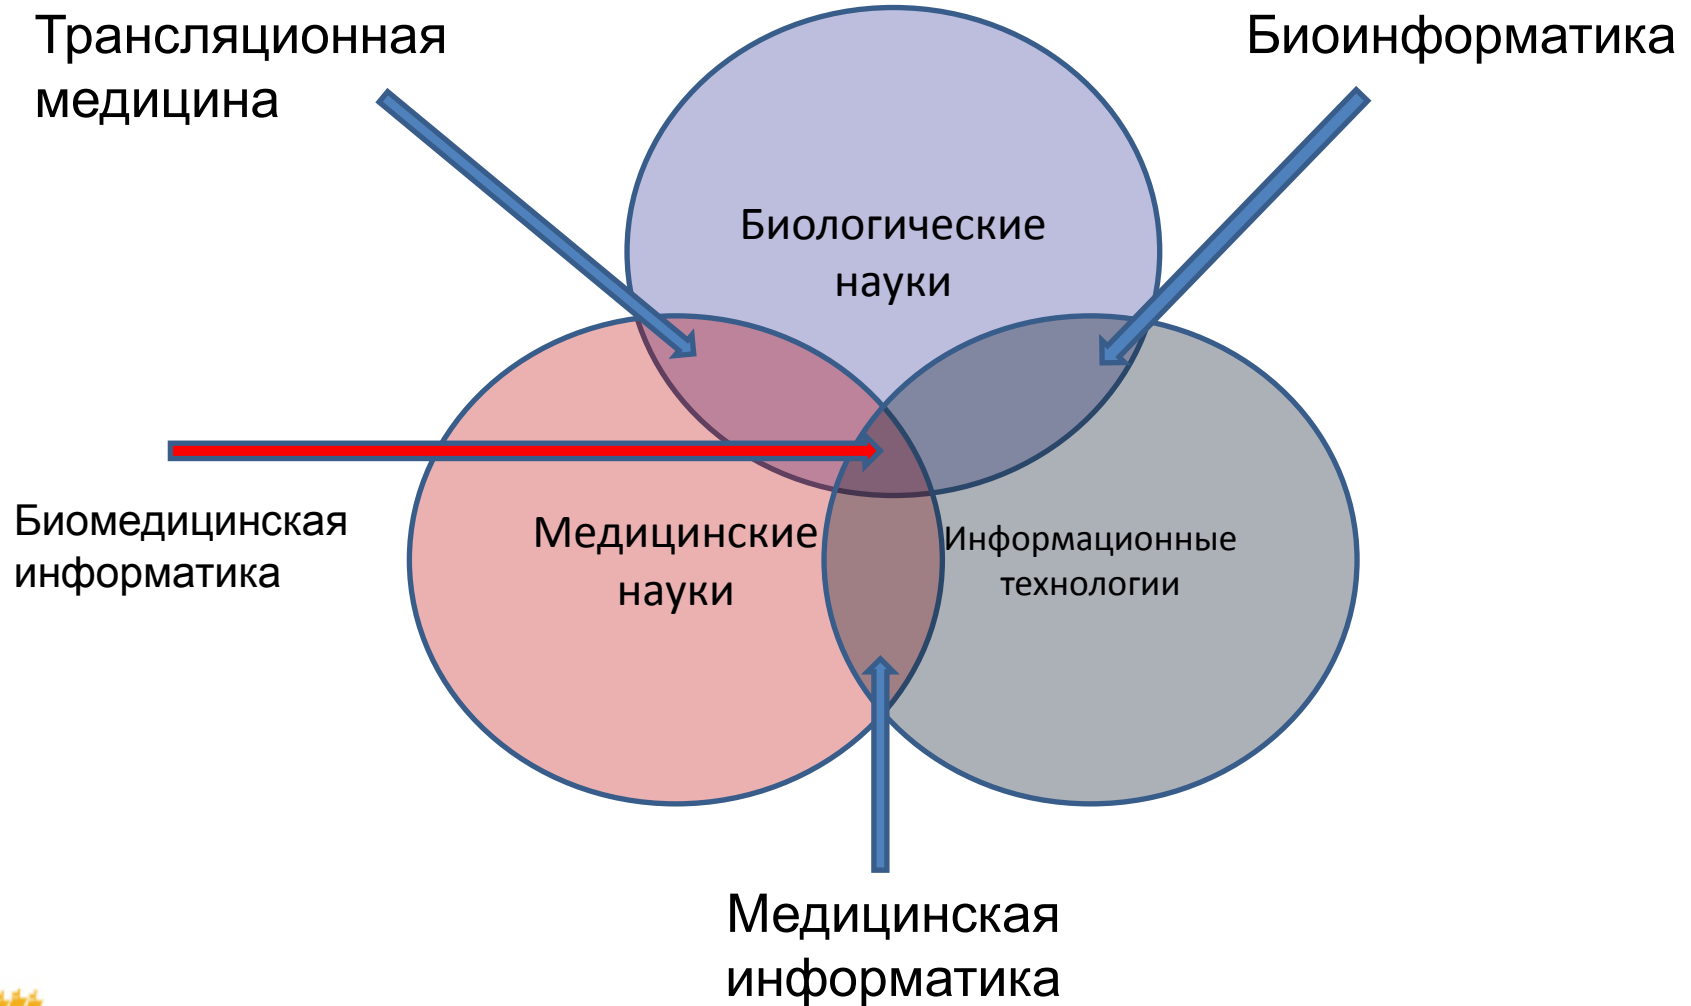 Трансляционная
медицина
Биоинформатика
Биологические
науки
Биомедицинская
информатика
Медицинские
науки
Информационные
технологии
Медицинская
информатика